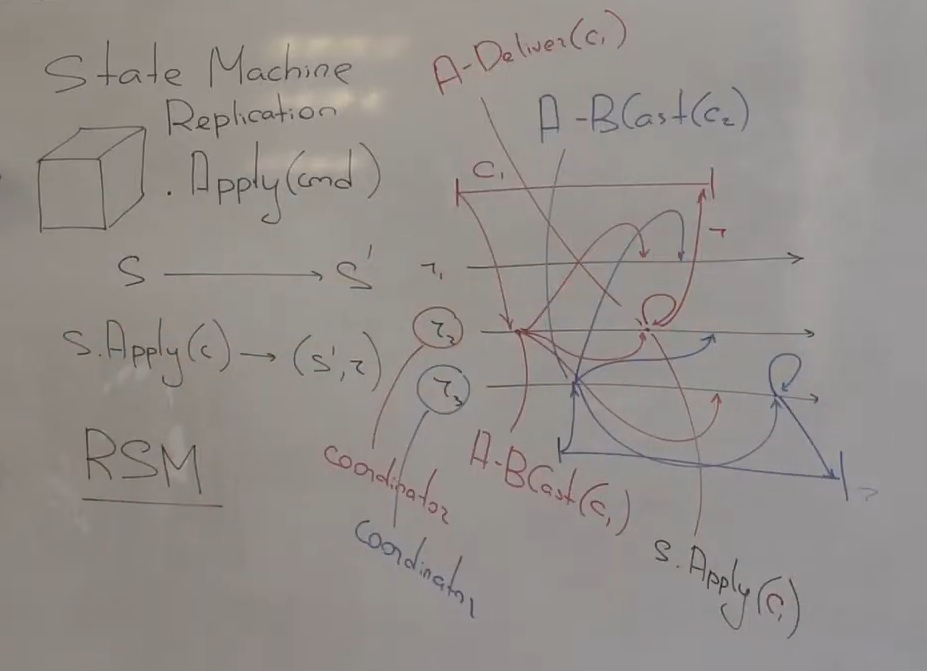 State Machine
Replication
. Apply(cmd)
S → S'
S.Apply(c) → (S', r)
RSM
A-Deliver(c₁)
A-BCast(c₂)
C₁
r
r₁
r₂
r₃
coordinator
coordinator
A-BCast(c₁)
S.Apply(c₁)